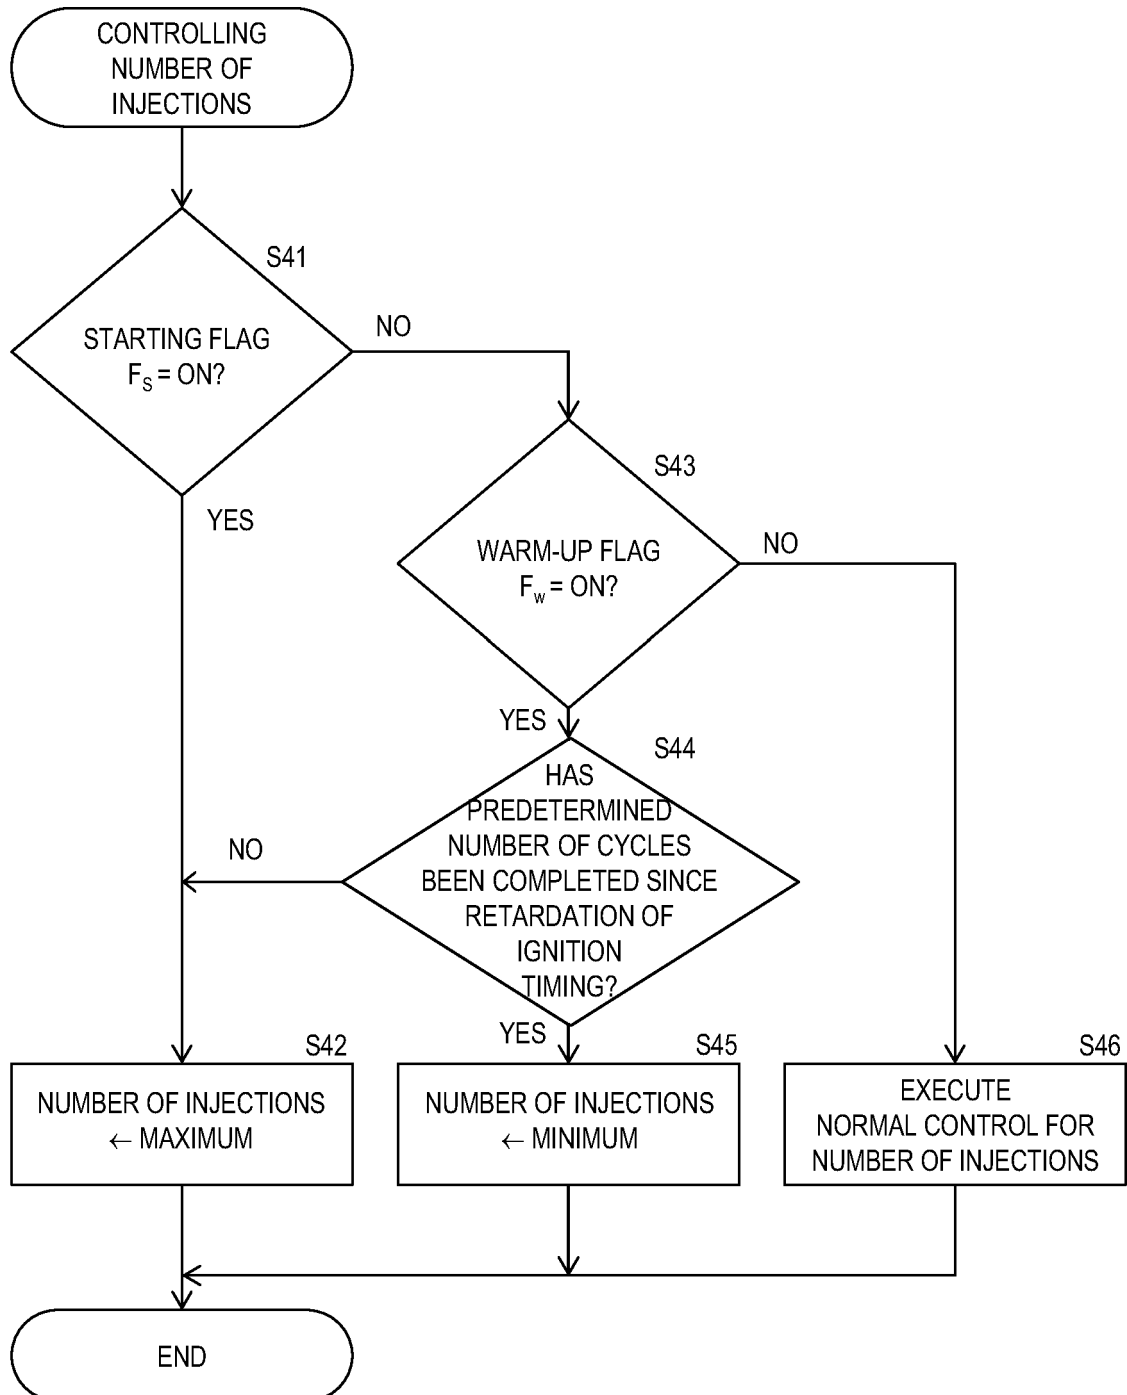 CONTROLLING
NUMBER OF
INJECTIONS
S41
STARTING FLAG
FS = ON?
NO
YES
S43
WARM-UP FLAG
Fw = ON?
NO
YES
S44
HAS
PREDETERMINED
NUMBER OF CYCLES
BEEN COMPLETED SINCE
RETARDATION OF
IGNITION
TIMING?
NO
YES
S42
NUMBER OF INJECTIONS
← MAXIMUM
S45
NUMBER OF INJECTIONS
← MINIMUM
S46
EXECUTE
NORMAL CONTROL FOR
NUMBER OF INJECTIONS
END